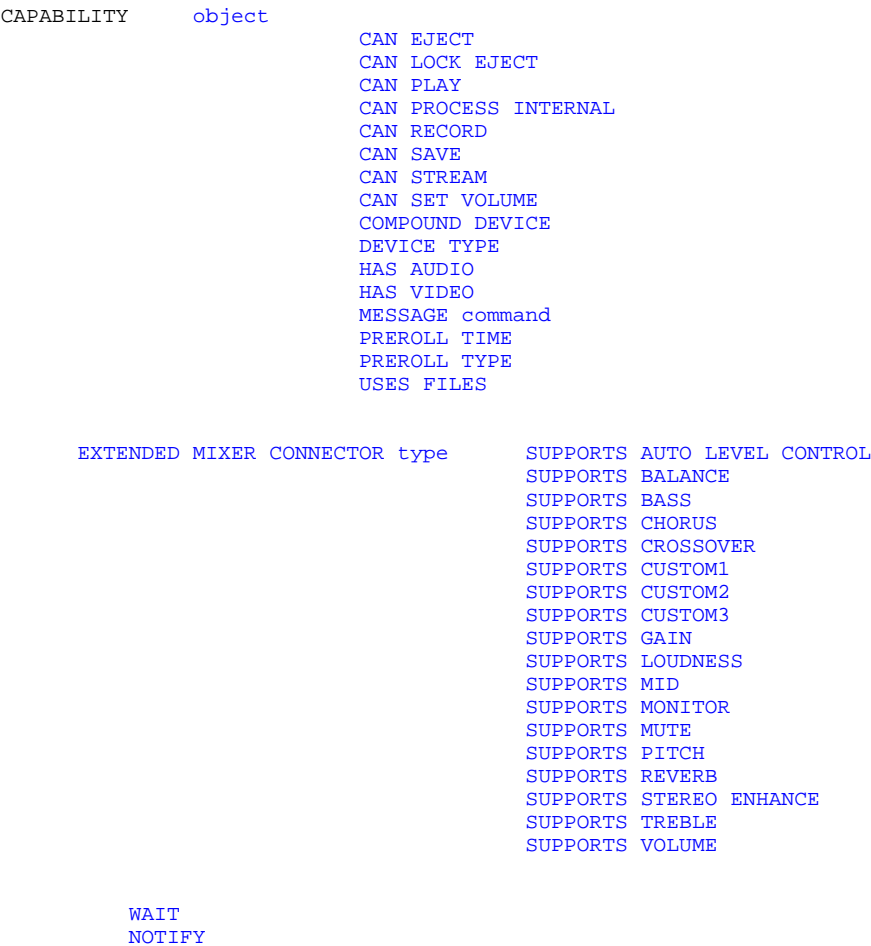 CAPABILITY object
CAN EJECT
CAN LOCK EJECT
CAN PLAY
CAN PROCESS INTERNAL
CAN RECORD
CAN SAVE
CAN STREAM
CAN SET VOLUME
COMPOUND DEVICE
DEVICE TYPE
HAS AUDIO
HAS VIDEO
MESSAGE command
PREROLL TIME
PREROLL TYPE
USES FILES
EXTENDED MIXER CONNECTOR type SUPPORTS AUTO LEVEL CONTROL
SUPPORTS BALANCE
SUPPORTS BASS
SUPPORTS CHORUS
SUPPORTS CROSSOVER
SUPPORTS CUSTOM1
SUPPORTS CUSTOM2
SUPPORTS CUSTOM3
SUPPORTS GAIN
SUPPORTS LOUDNESS
SUPPORTS MID
SUPPORTS MONITOR
SUPPORTS MUTE
SUPPORTS PITCH
SUPPORTS REVERB
SUPPORTS STEREO ENHANCE
SUPPORTS TREBLE
SUPPORTS VOLUME
WAIT
NOTIFY